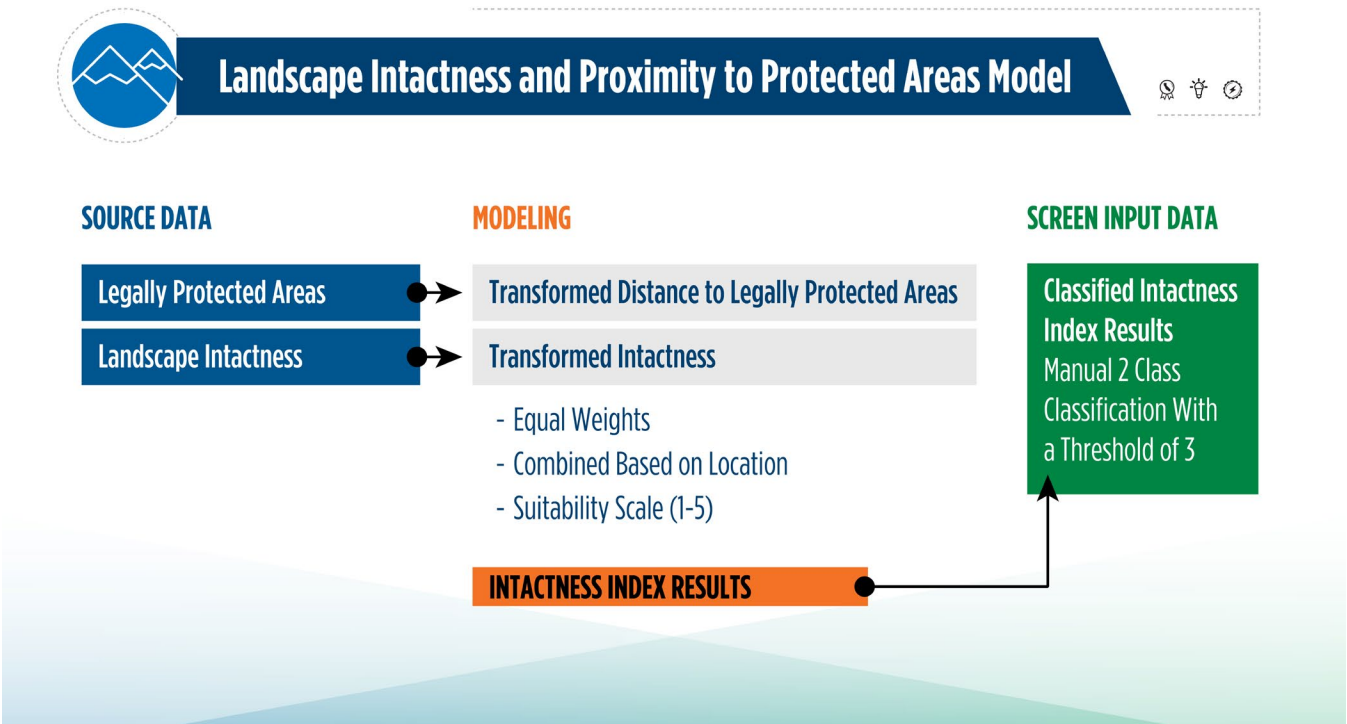 Landscape Intactness and Proximity to Protected Areas Model
SOURCE DATA
Legally Protected Areas
Landscape Intactness
MODELING
Transformed Distance to Legally Protected Areas
Transformed Intactness
- Equal Weights
- Combined Based on Location
- Suitability Scale (1-5)
INTACTNESS INDEX RESULTS
SCREEN INPUT DATA
Classified Intactness
Index Results
Manual 2 Class
Classification With
a Threshold of 3